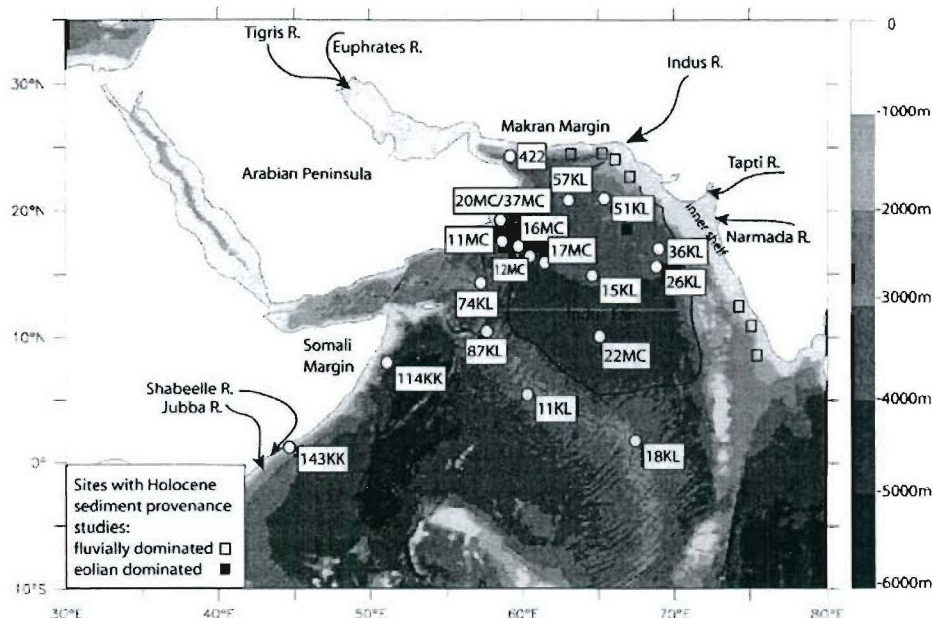 Tigris R.
Euphrates R.
Indus R.
Makran Margin
422
Arabian Peninsula
57KL
Tapti R.
20MC/37MC
51KL
inner shelf
16MC
Narmada R.
11MC
17MC
36KL
12MC
26KL
15KL
74KL
Somali
Margin
87KL
22MC
114KK
Shabeelle R.
Jubba R.
11KL
143KK
18KL
Sites with Holocene
sediment provenance
studies:
fluvially dominated
eolian dominated
30°N
20°N
10°N
0°
10°S
30°E
40°E
50°E
60°E
70°E
80°E
0
-1000m
-2000m
-3000m
-4000m
-5000m
-6000m